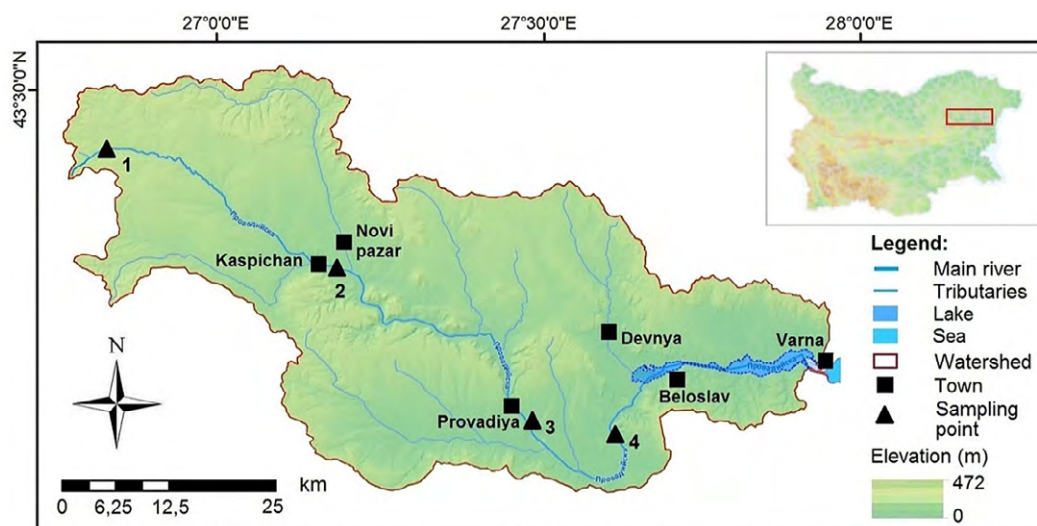 27°0'0"E
27°30'0"E
28°0'0"E
43°30'0"N
1
Novi
pazar
Kaspichan
2
Devnya
Varna
Beloslav
Provadiya
3
4
N
km
0
6,25
12,5
25
Legend:
Main river
Tributaries
Lake
Sea
Watershed
Town
Sampling
point
Elevation (m)
472
0